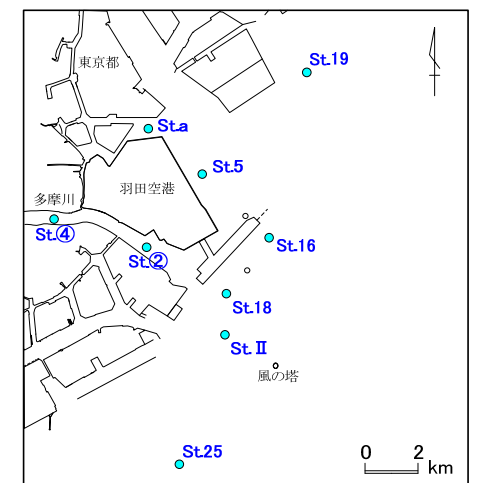 東京都
St.19
St.a
St.5
羽田空港
多摩川
St.④
St.②
St.16
St.18
St.Ⅱ
風の塔
St.25
0 2
km